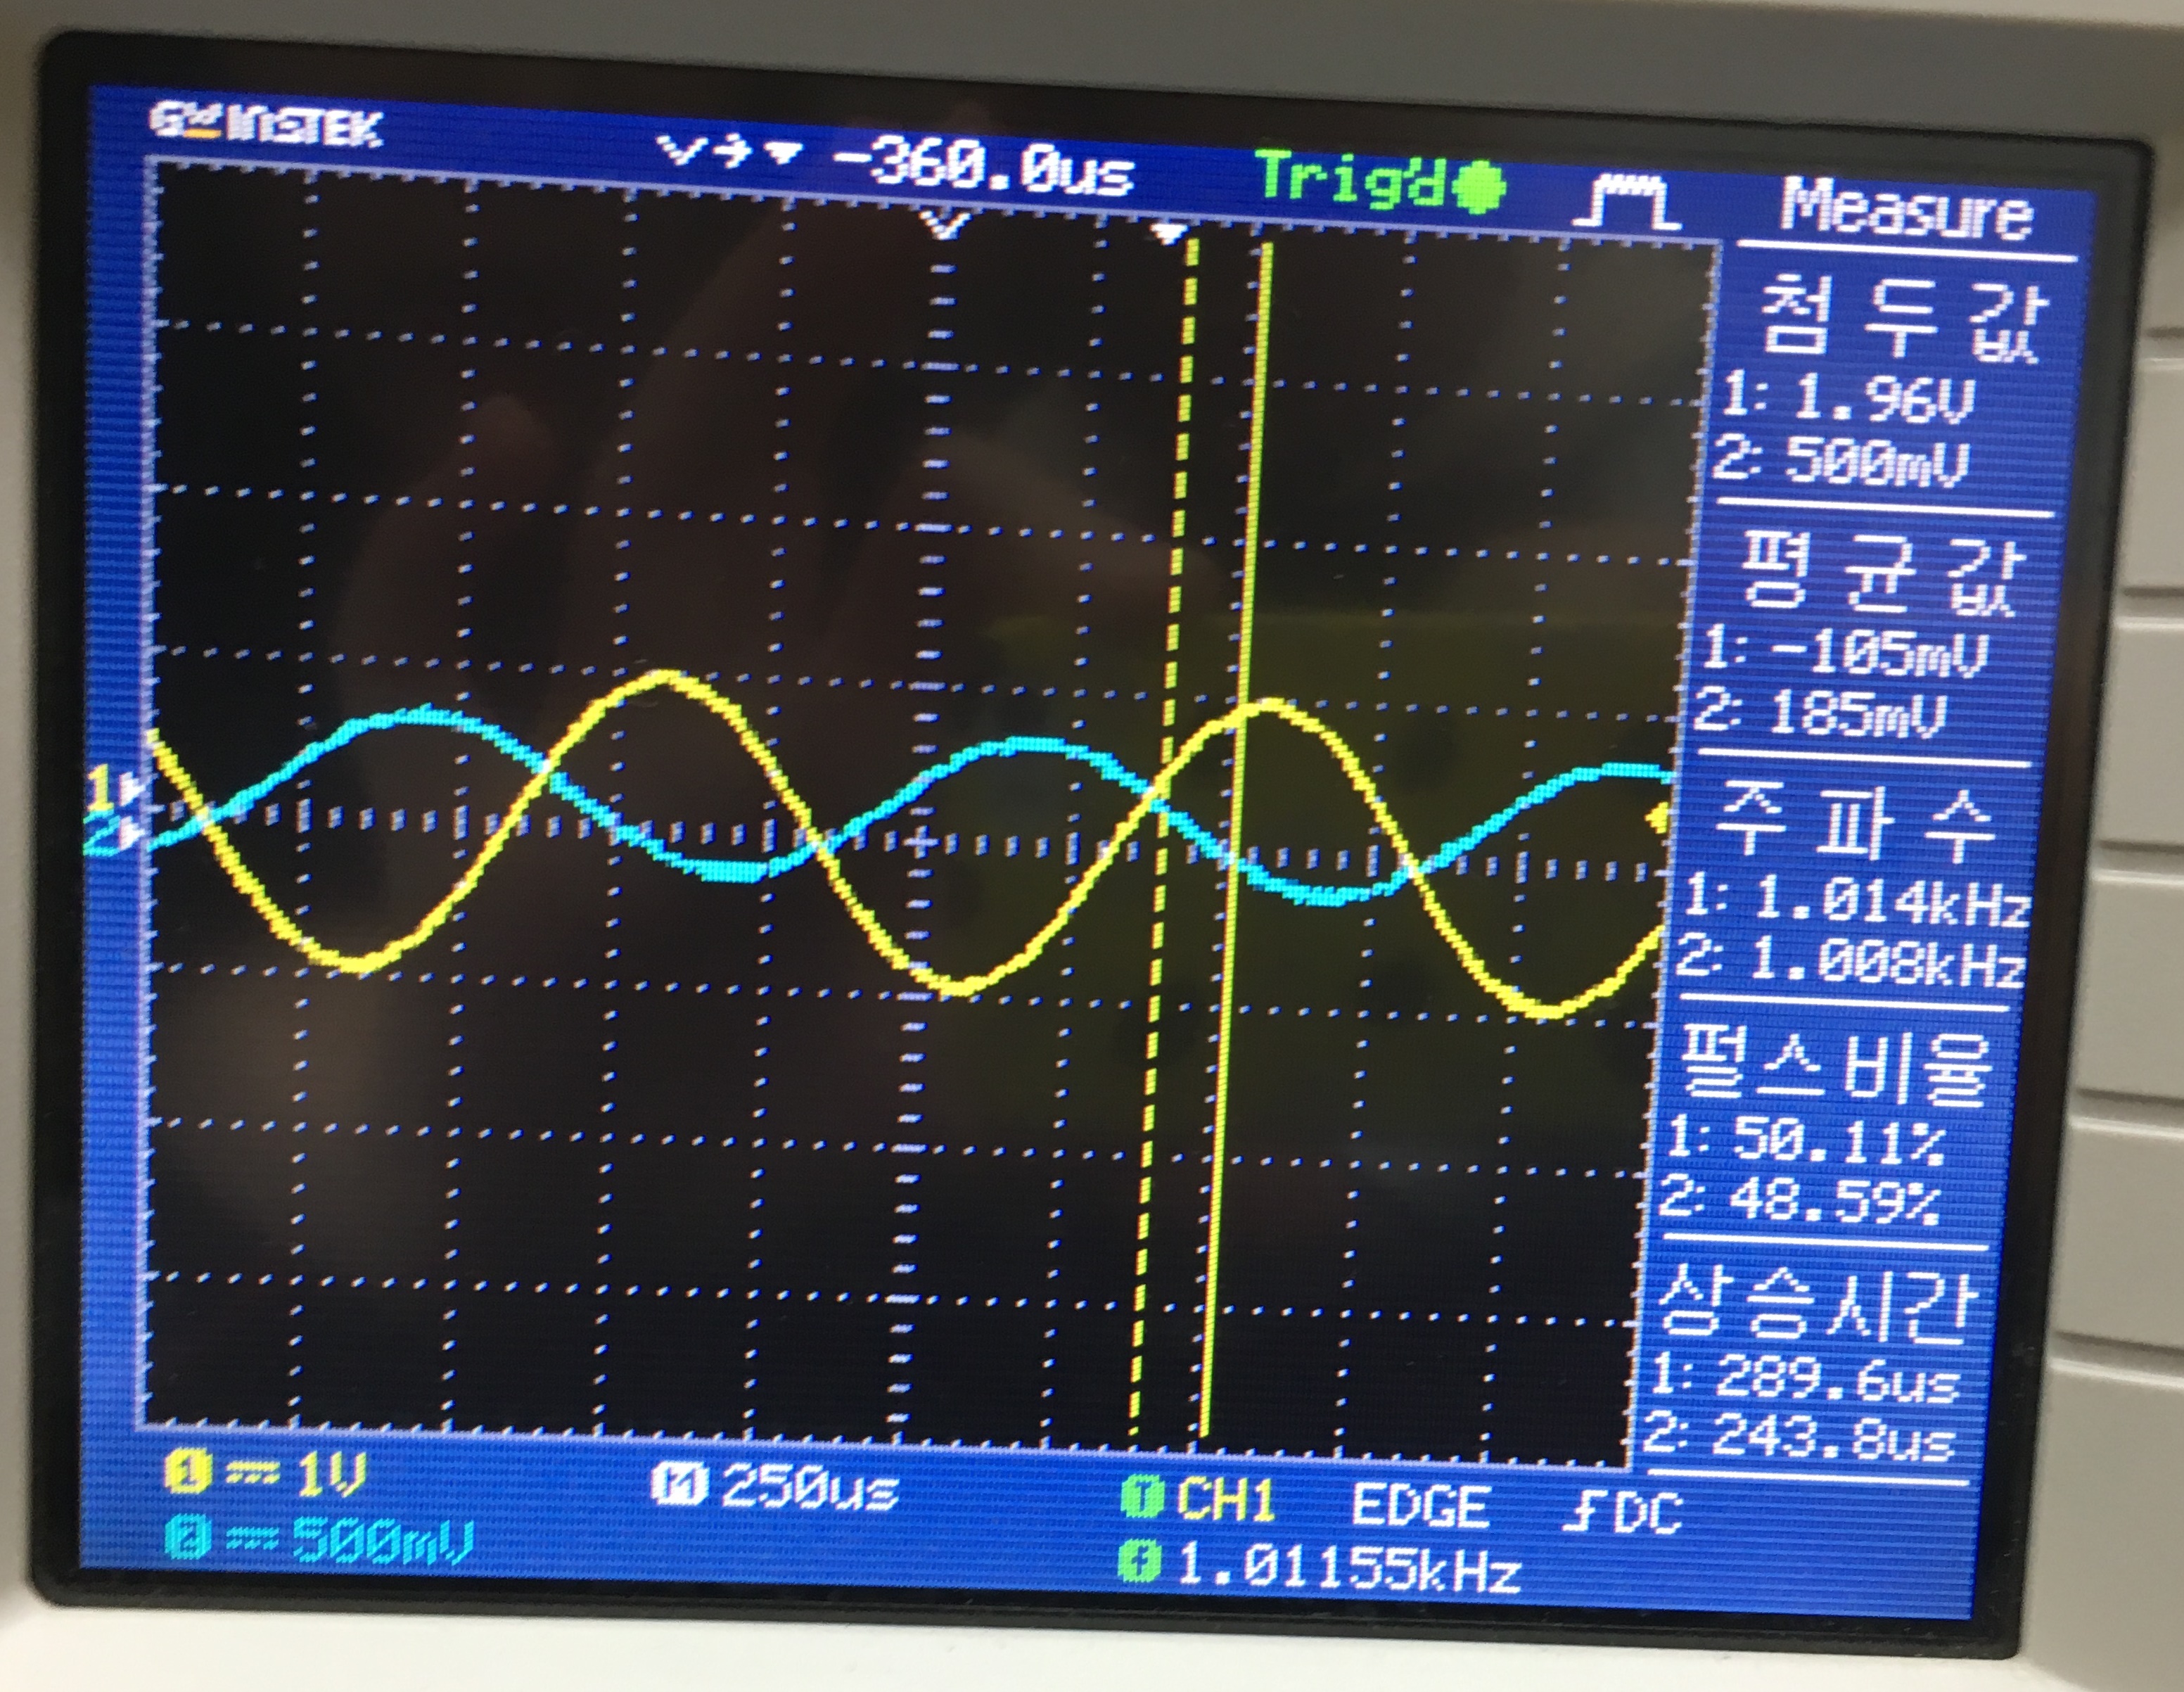 GW INSTEK
-360.0us Trig'd Measure
첨두값
1: 1.96V
2: 500mV
평균값
1: -105mV
2: 185mV
1
2
주파수
1: 1.014kHz
2: 1.008kHz
펄스비율
1: 50.11%
2: 48.59%
상승시간
1: 289.6us
2: 243.8us
1 1V M 250us T CH1 EDGE DC
2 500mV f 1.01155kHz